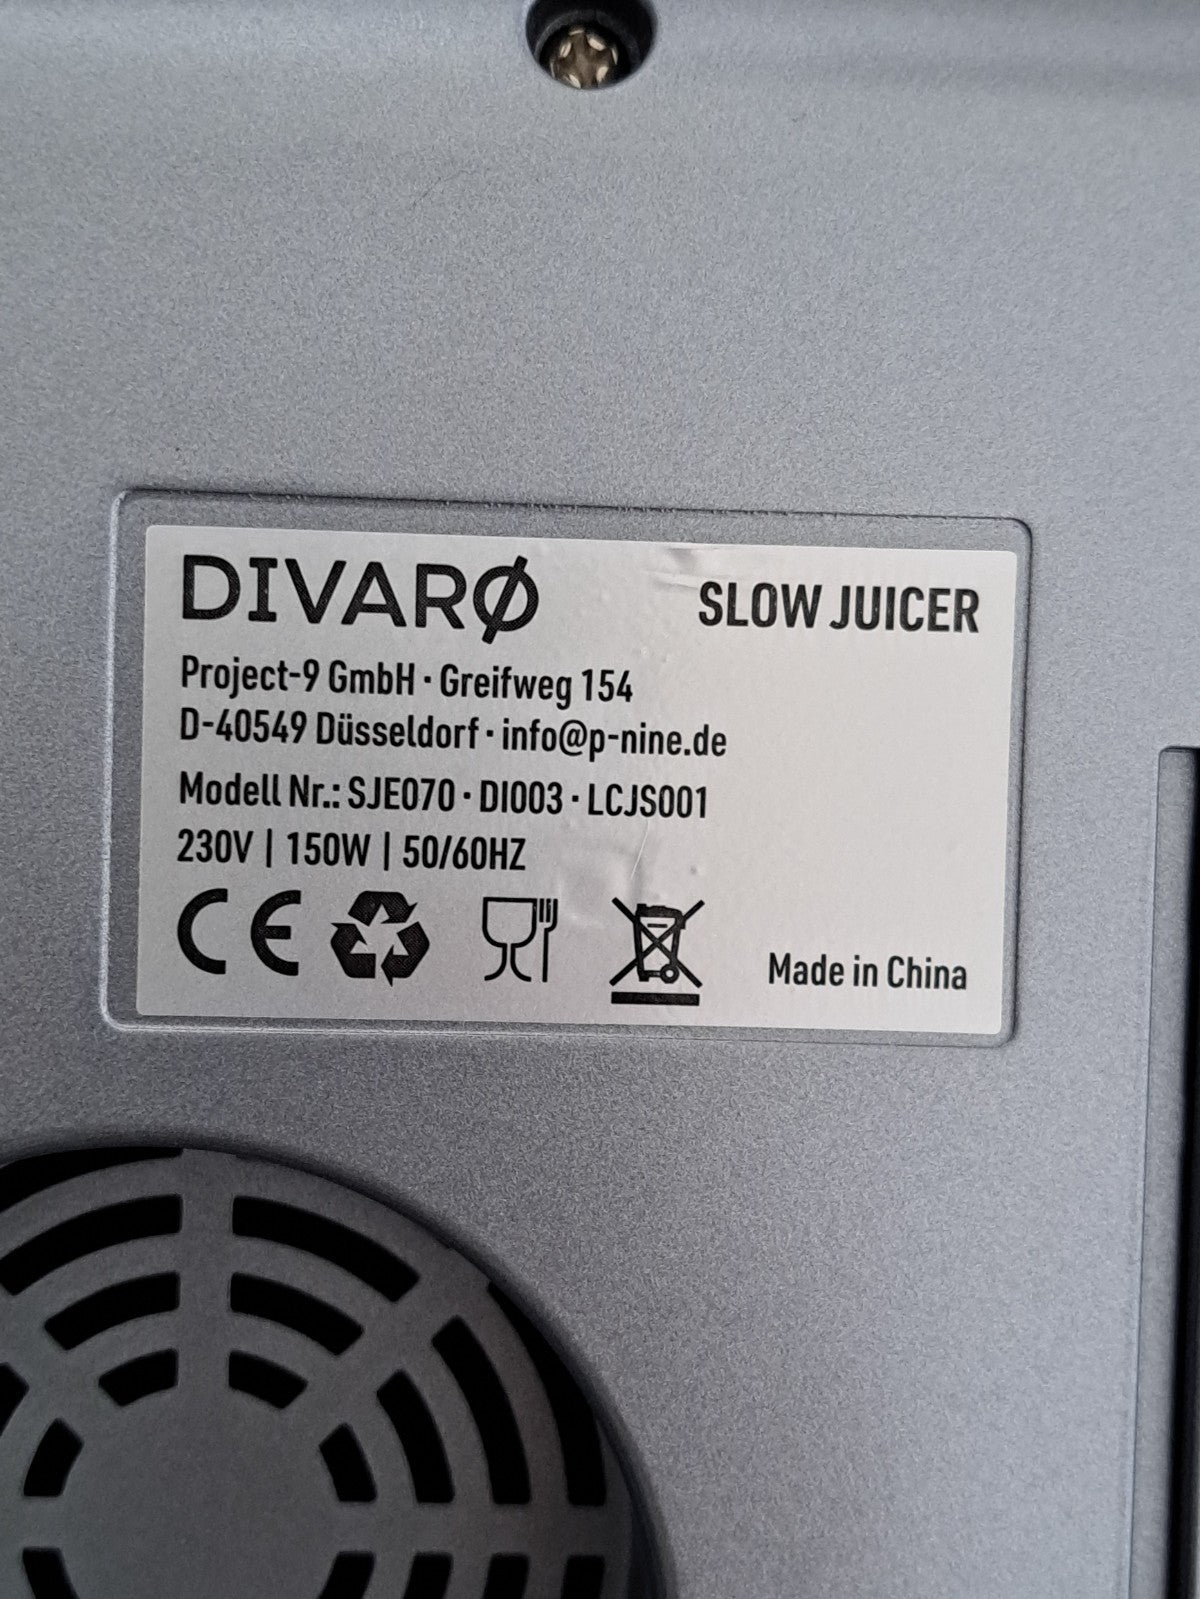 DIVARØ
SLOW JUICER
Project-9 GmbH · Greifweg 154
D-40549 Düsseldorf · info@p-nine.de
Modell Nr.: SJE070 · DI003 · LCJS001
230V | 150W | 50/60HZ
CE
Made in China